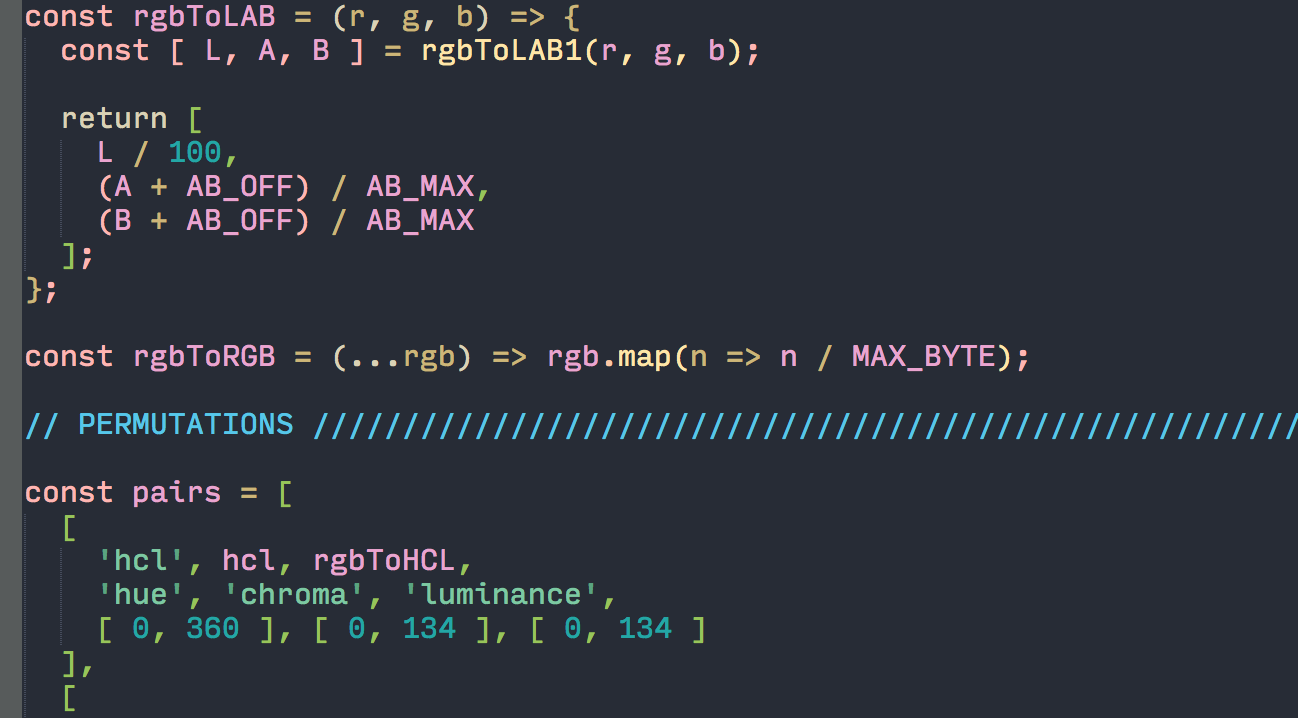 const rgbToLAB = (r, g, b) => {
  const [ L, A, B ] = rgbToLAB1(r, g, b);

  return [
    L / 100,
    (A + AB_OFF) / AB_MAX,
    (B + AB_OFF) / AB_MAX
  ];
};

const rgbToRGB = (...rgb) => rgb.map(n => n / MAX_BYTE);

// PERMUTATIONS ///////////////////////////////////////////////////////

const pairs = [
  [
    'hcl', hcl, rgbToHCL,
    'hue', 'chroma', 'luminance',
    [ 0, 360 ], [ 0, 134 ], [ 0, 134 ]
  ],
  [